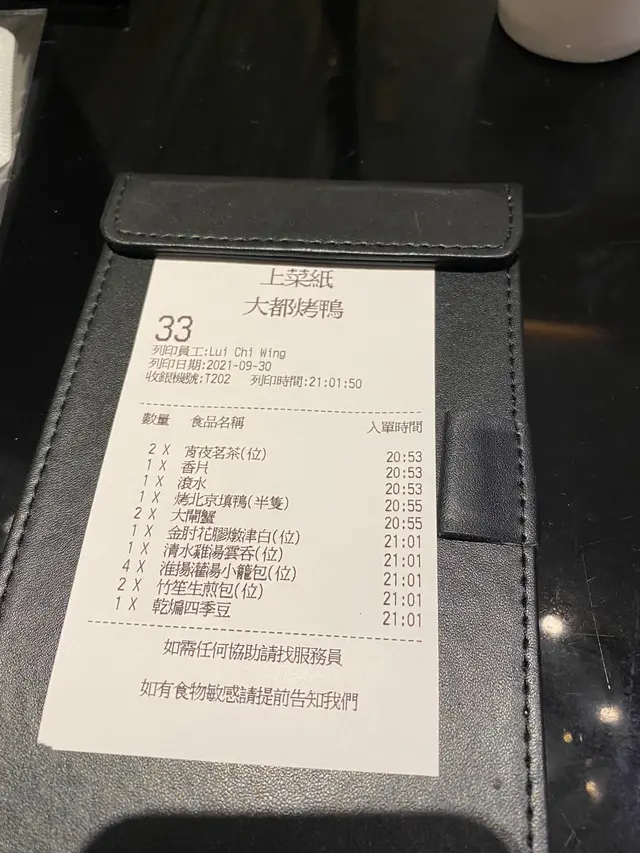 上菜紙
大都烤鴨
33
列印員工:Lui Chi Wing
列印日期:2021-09-30
收銀機號:T202 列印時間:21:01:50
數量 食品名稱 入單時間
2 X 宵夜茗茶(位) 20:53
1 X 香片 20:53
1 X 滾水 20:53
1 X 烤北京填鴨(半隻) 20:55
2 X 大閘蟹 20:55
1 X 金肘花膠燉津白(位) 21:01
1 X 清水雞湯雲吞(位) 21:01
4 X 淮揚灌湯小籠包(位) 21:01
2 X 竹笙生煎包(位) 21:01
1 X 乾煸四季豆 21:01
如需任何協助請找服務員
如有食物敏感請提前告知我們